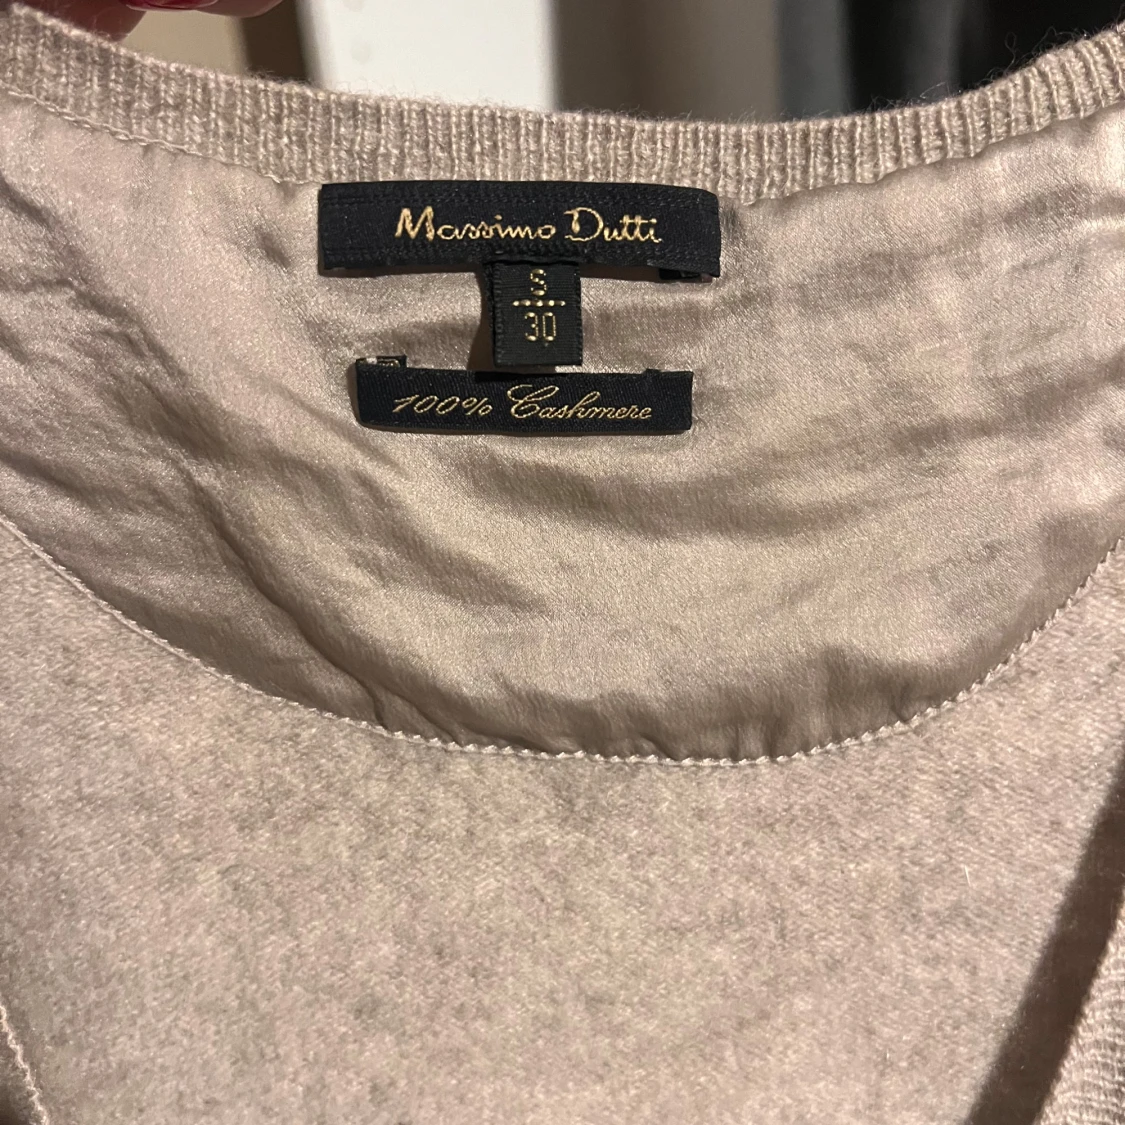 Massimo Dutti
S
30
100% Cashmere